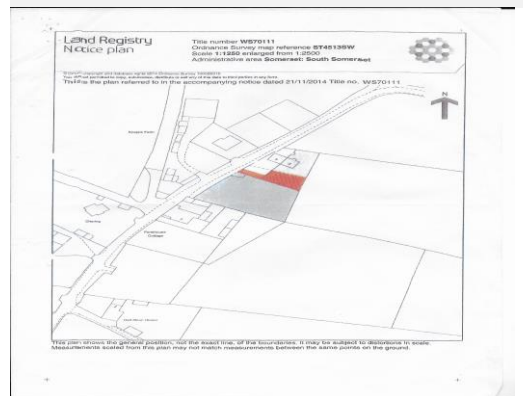 Land Registry
Notice plan
Title number WS70111
Ordnance Survey map reference ST4513SW
Scale 1:1250 enlarged from 1:2500
Administrative area Somerset: South Somerset
This is the plan referred to in the accompanying notice dated 21/11/2014 Title no. WS70111
Cottage
This plan shows the general position, not the exact line, of the boundaries. It may be subject to distortions in scale.
Measurements scaled from this plan may not match measurements between the same points on the ground.